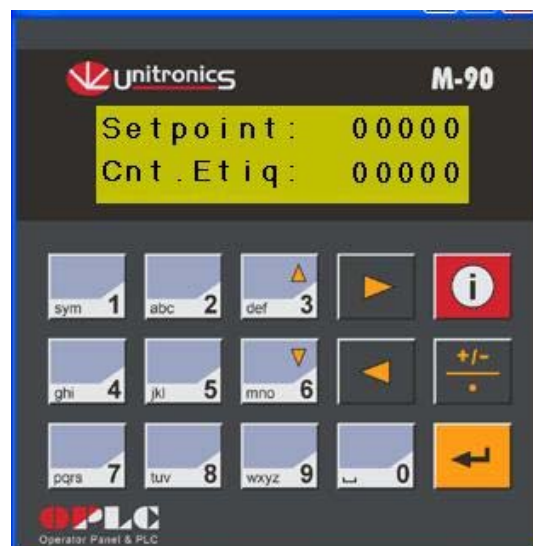 Unitronics M-90
Setpoint: 00000
Cnt.Etiq: 00000
sym 1 abc 2 def 3 i
ghi 4 jkl 5 mno 6 +/- •
pqrs 7 tuv 8 wxyz 9 ⎵ 0
OPLC
Operator Panel & PLC